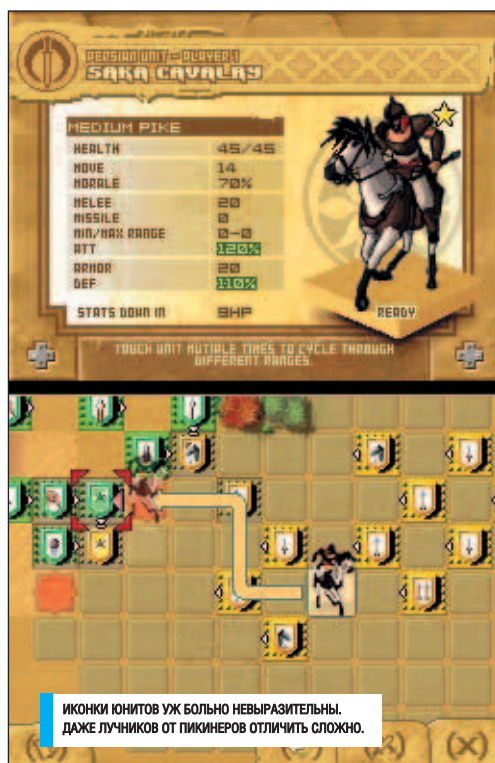 PERSIAN UNIT - PLAYER 1
SAKA CAVALRY
MEDIUM PIKE
HEALTH 45/45
MOVE 14
MORALE 70%
MELEE 20
MISSILE 0
MIN/MAX RANGE 0-0
ATT 120%
ARMOR 20
DEF 110%
STATS DOWN IN 9HP
READY
TOUCH UNIT MUTIPLE TIMES TO CYCLE THROUGH
DIFFERENT RANGES.
ИКОНКИ ЮНИТОВ УЖ БОЛЬНО НЕВЫРАЗИТЕЛЬНЫ.
ДАЖЕ ЛУЧНИКОВ ОТ ПИКИНЕРОВ ОТЛИЧИТЬ СЛОЖНО.